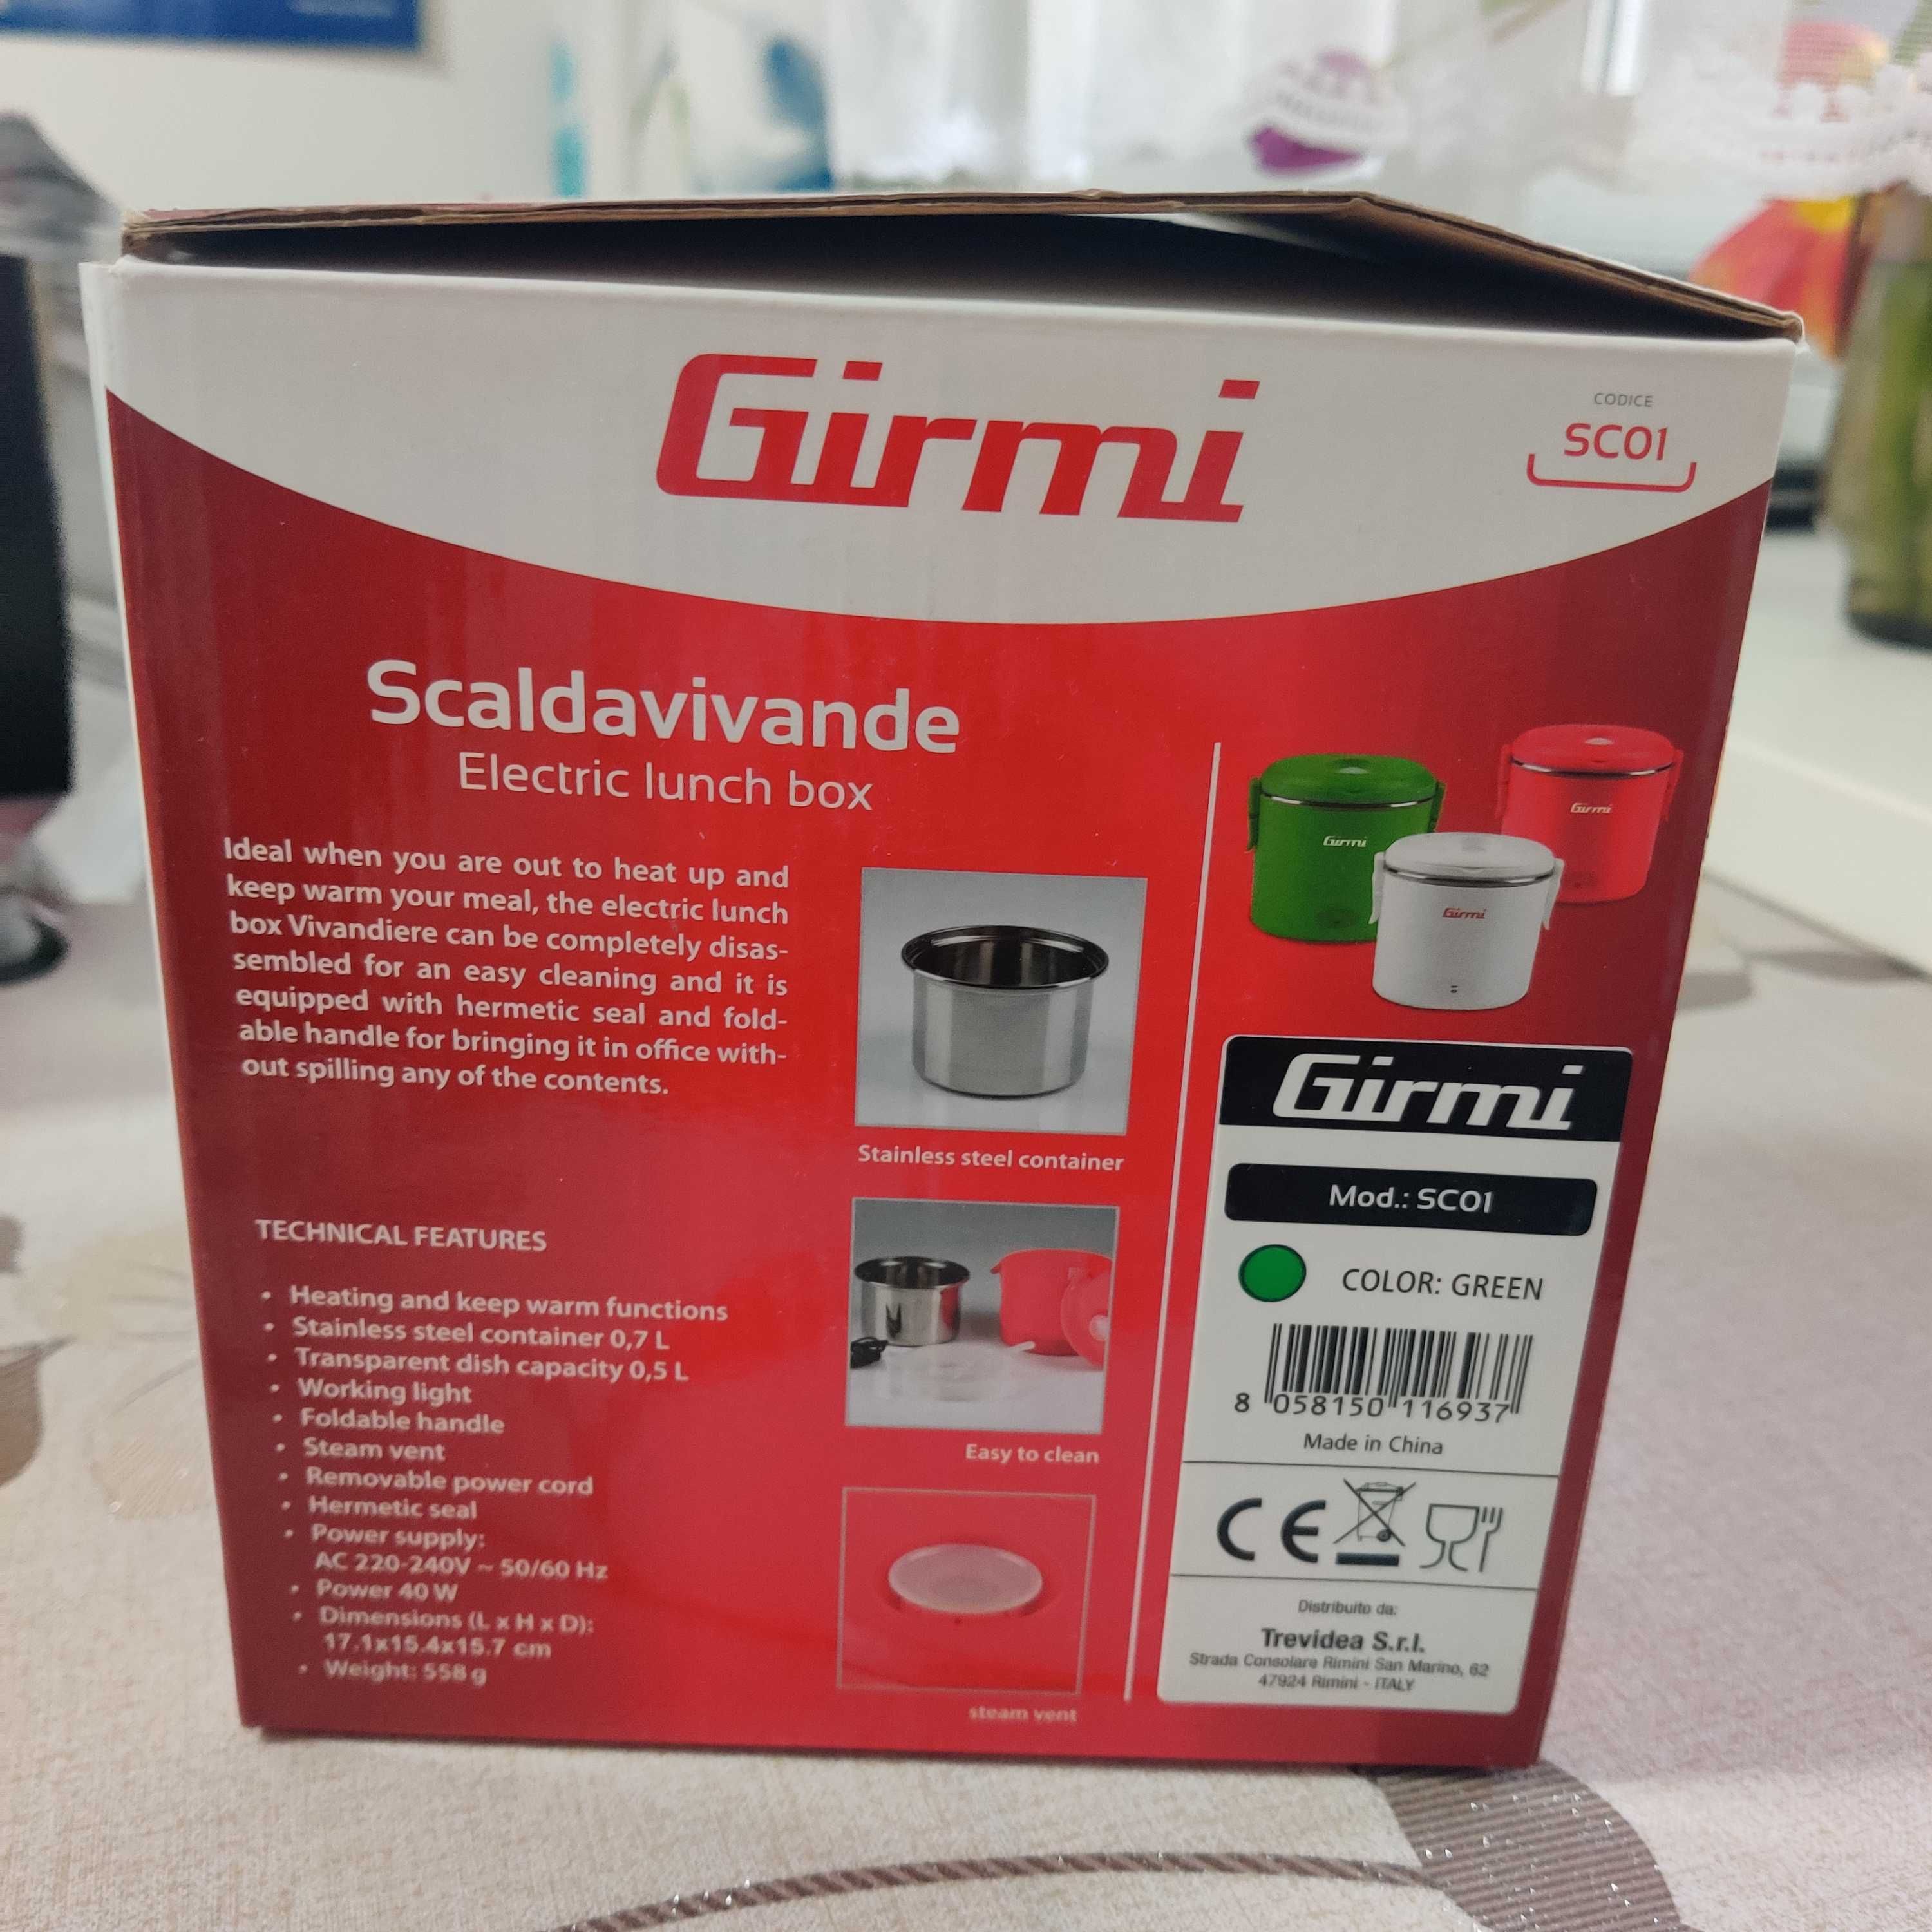 Girmi
CODICE
SC01
Scaldavivande
Electric lunch box
Ideal when you are out to heat up and
keep warm your meal, the electric lunch
box Vivandiere can be completely disas-
sembled for an easy cleaning and it is
equipped with hermetic seal and fold-
able handle for bringing it in office with-
out spilling any of the contents.
TECHNICAL FEATURES
• Heating and keep warm functions
• Stainless steel container 0,7 L
• Transparent dish capacity 0,5 L
• Working light
• Foldable handle
• Steam vent
• Removable power cord
• Hermetic seal
• Power supply:
AC 220-240V ~ 50/60 Hz
• Power 40 W
• Dimensions (L x H x D):
17.1x15.4x15.7 cm
• Weight: 558 g
Stainless steel container
Easy to clean
steam vent
Girmi
Girmi
Girmi
Girmi
Mod.: SC01
COLOR: GREEN
8 058150 116937
Made in China
CE
Distribuito da:
Trevidea S.r.l.
Strada Consolare Rimini San Marino, 62
47924 Rimini - ITALY